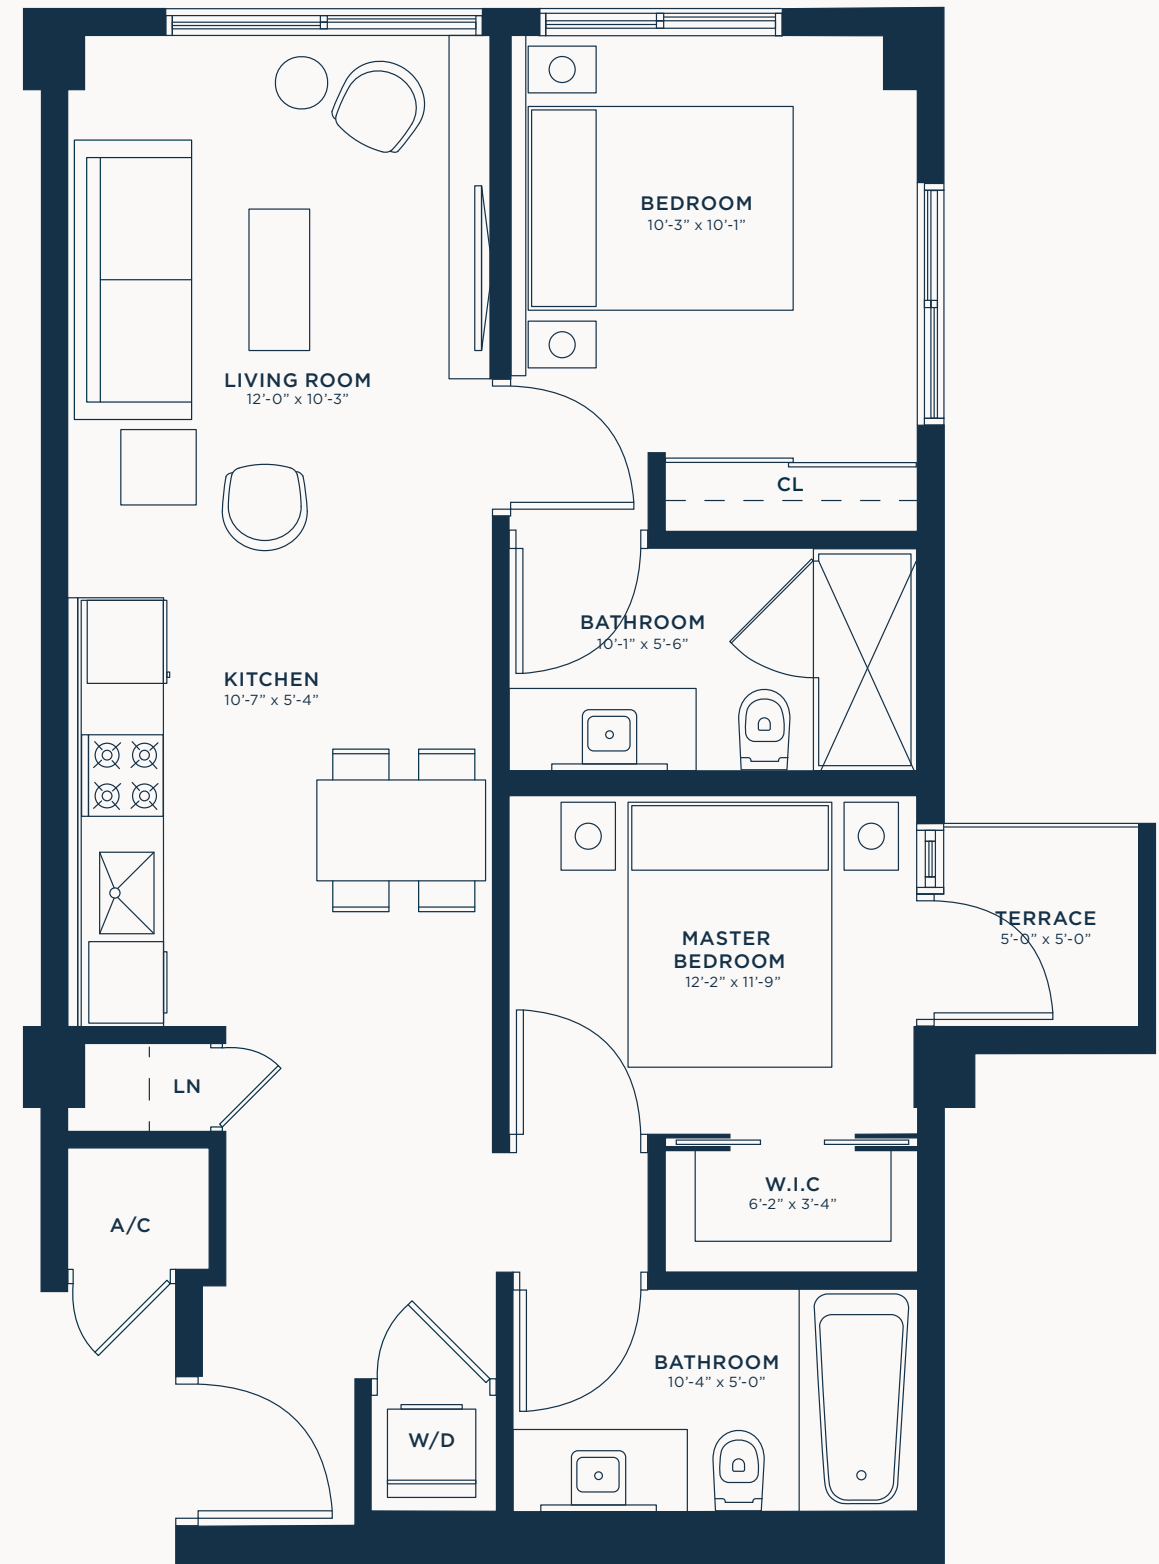 BEDROOM
10’-3” x 10’-1”
LIVING ROOM
12’-0” x 10’-3”
CL
BATHROOM
10’-1” x 5’-6”
KITCHEN
10’-7” x 5’-4”
TERRACE
5’-0” x 5’-0”
MASTER
BEDROOM
12’-2” x 11’-9”
LN
W.I.C
6’-2” x 3’-4”
A/C
BATHROOM
10’-4” x 5’-0”
W/D